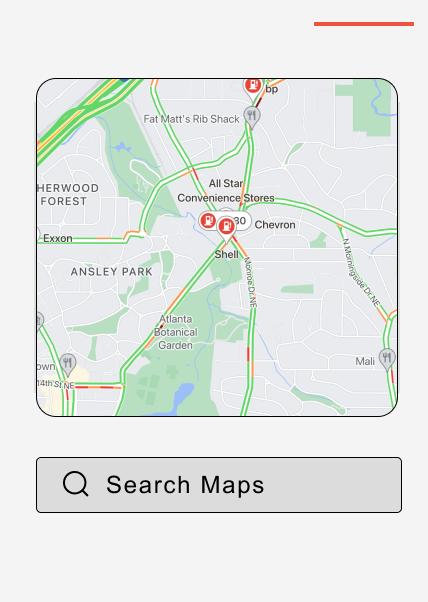 bp
Fat Matt's Rib Shack
HERWOOD
FOREST
All Star
Convenience Stores
Chevron
Exxon
Shell
ANSLEY PARK
Monroe Dr NE
N Morningside Dr NE
Atlanta
Botanical
Garden
Mali
own
14th St NE
Search Maps